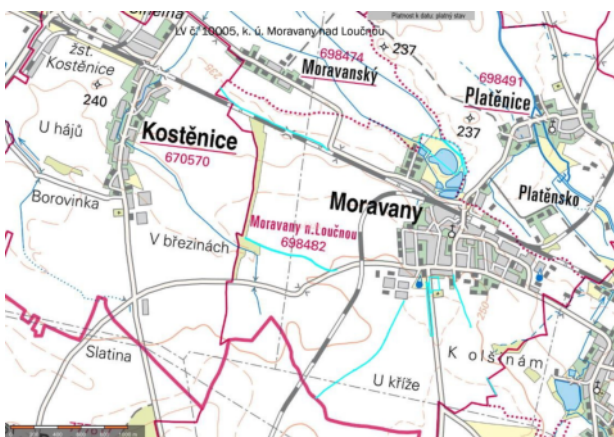 Platnost k datu: platný stav
LV č. 10005, k. ú. Moravany nad Loučnou
žst.
Kostěnice
240
U hájů
Kostěnice
670570
698474
Moravanský
237
698491
Platěnice
237
Platěnsko
Borovinka
Moravany
V březinách
Moravany n.Loučnou
698482
Slatina
U kříže
K olšinám